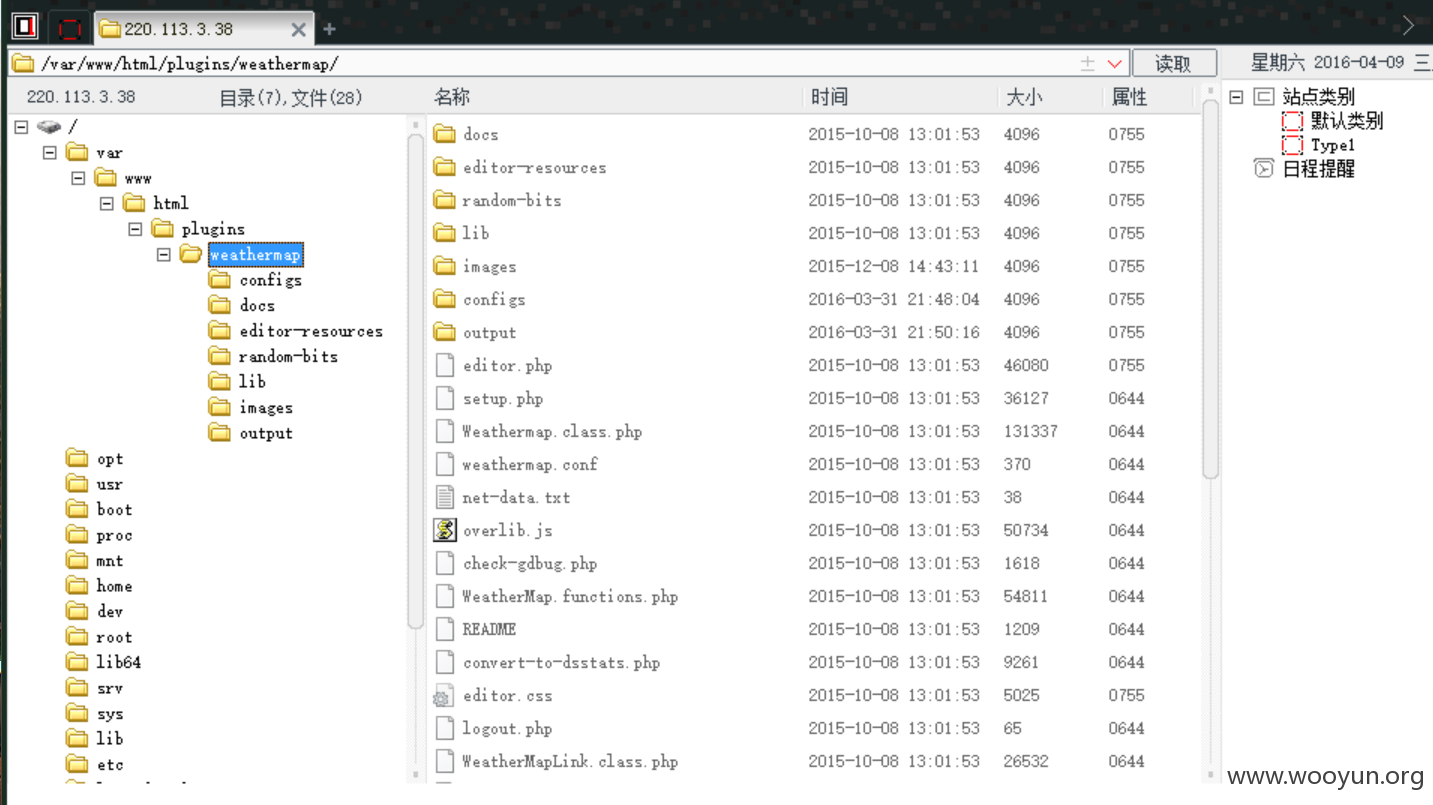 220.113.3.38
/var/www/html/plugins/weathermap/
读取
星期六 2016-04-09 三
220.113.3.38 目录(7),文件(28)
/
var
www
html
plugins
weathermap
configs
docs
editor-resources
random-bits
lib
images
output
opt
usr
boot
proc
mnt
home
dev
root
lib64
srv
sys
lib
etc
名称 时间 大小 属性
docs 2015-10-08 13:01:53 4096 0755
editor-resources 2015-10-08 13:01:53 4096 0755
random-bits 2015-10-08 13:01:53 4096 0755
lib 2015-10-08 13:01:53 4096 0755
images 2015-12-08 14:43:11 4096 0755
configs 2016-03-31 21:48:04 4096 0755
output 2016-03-31 21:50:16 4096 0755
editor.php 2015-10-08 13:01:53 46080 0755
setup.php 2015-10-08 13:01:53 36127 0644
Weathermap.class.php 2015-10-08 13:01:53 131337 0644
weathermap.conf 2015-10-08 13:01:53 370 0644
net-data.txt 2015-10-08 13:01:53 38 0644
overlib.js 2015-10-08 13:01:53 50734 0644
check-gdbug.php 2015-10-08 13:01:53 1618 0644
WeatherMap.functions.php 2015-10-08 13:01:53 54811 0644
README 2015-10-08 13:01:53 1209 0644
convert-to-dsstats.php 2015-10-08 13:01:53 9261 0644
editor.css 2015-10-08 13:01:53 5025 0755
logout.php 2015-10-08 13:01:53 65 0644
WeatherMapLink.class.php 2015-10-08 13:01:53 26532 0644
站点类别
默认类别
Type1
日程提醒
www.wooyun.org